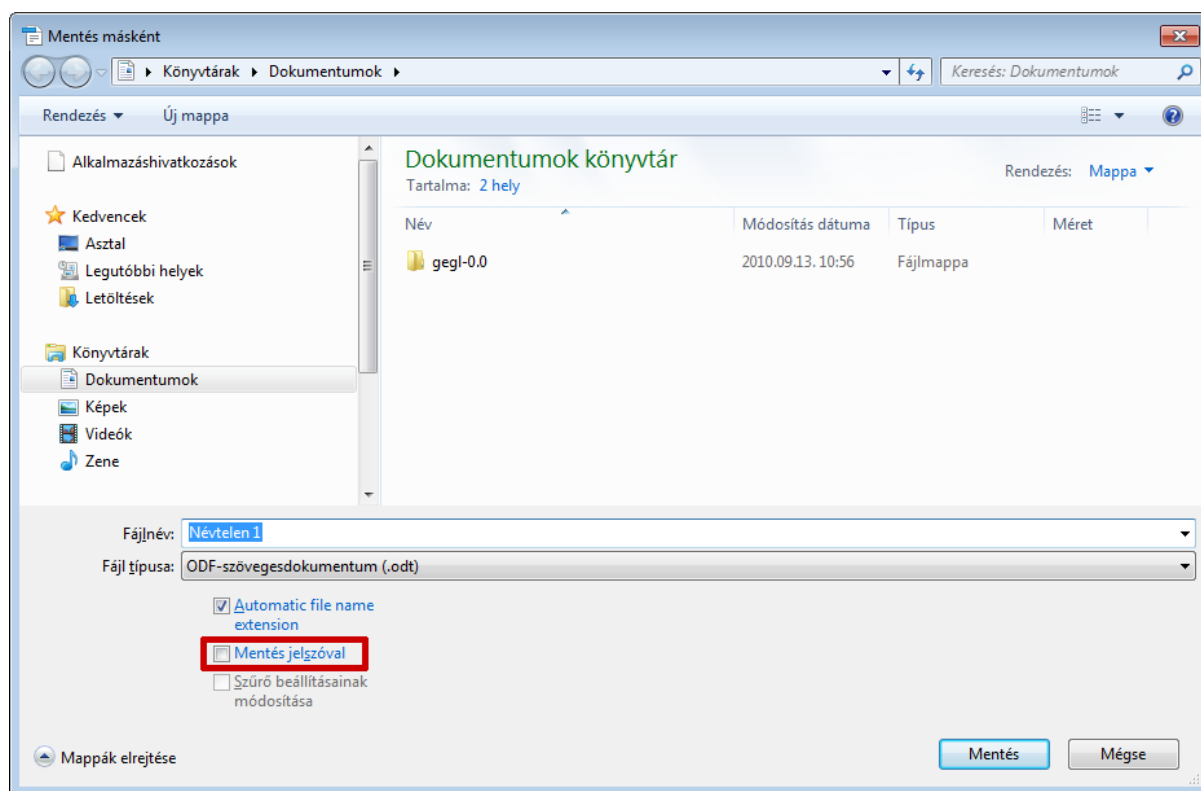 Mentés másként
Könyvtárak Dokumentumok
Keresés: Dokumentumok
Rendezés Új mappa
Alkalmazáshivatkozások
Kedvencek
Asztal
Legutóbbi helyek
Letöltések
Könyvtárak
Dokumentumok
Képek
Videók
Zene
Dokumentumok könyvtár
Tartalma: 2 hely
Rendezés: Mappa
Név Módosítás dátuma Típus Méret
gegl-0.0 2010.09.13. 10:56 Fájlmappa
Fájlnév: Névtelen 1
Fájl típusa: ODF-szövegesdokumentum (.odt)
Automatic file name
extension
Mentés jelszóval
Szűrő beállításainak
módosítása
Mappák elrejtése
Mentés Mégse